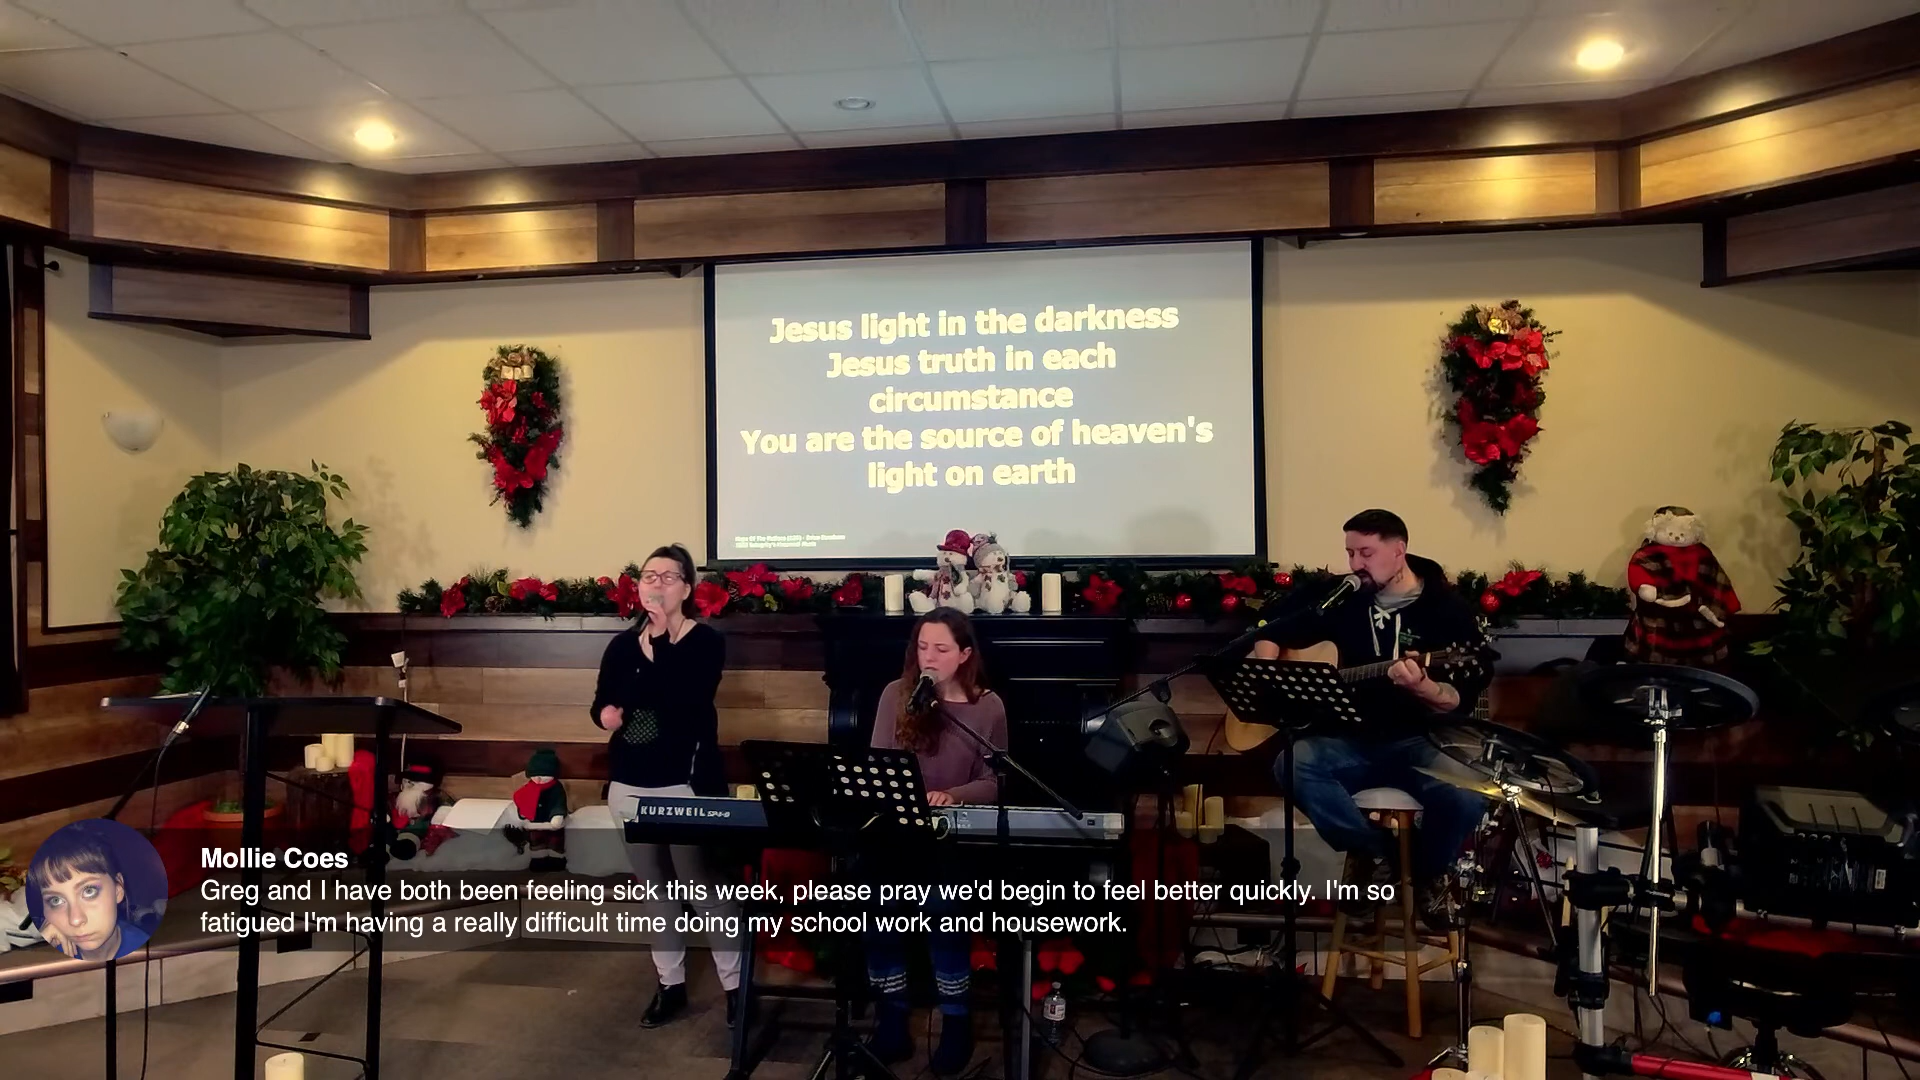 Jesus light in the darkness
Jesus truth in each
circumstance
You are the source of heaven's
light on earth
KURZWEIL SP4-8
Mollie Coes
Greg and I have both been feeling sick this week, please pray we'd begin to feel better quickly. I'm so
fatigued I'm having a really difficult time doing my school work and housework.